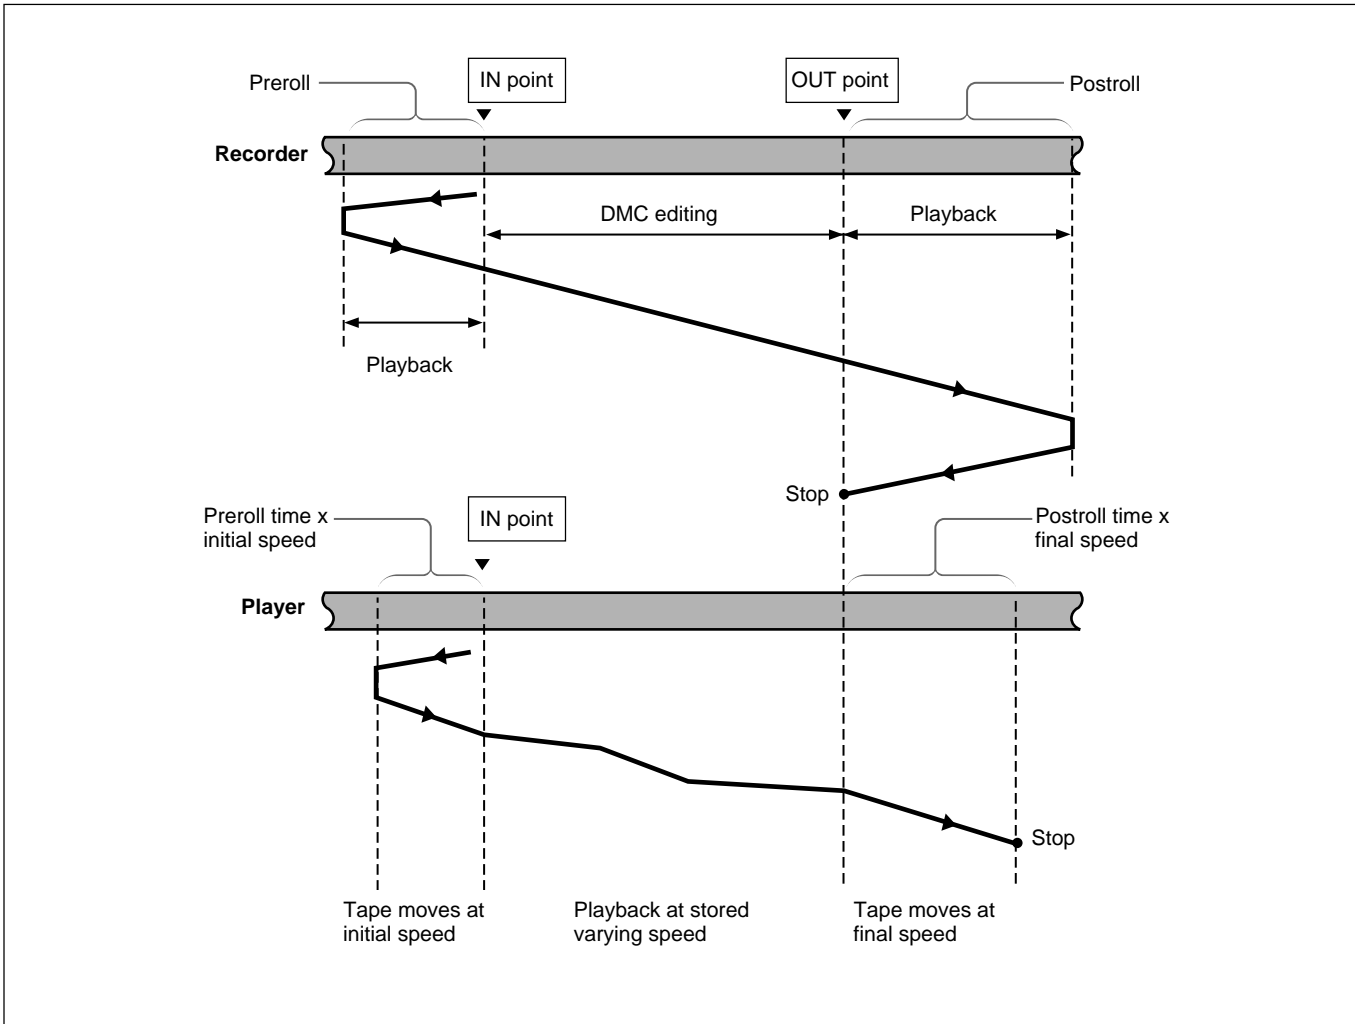 Preroll
IN point
OUT point
Postroll
Recorder
DMC editing
Playback
Playback
Stop
Preroll time x
initial speed
IN point
Postroll time x
final speed
Player
Stop
Tape moves at
initial speed
Playback at stored
varying speed
Tape moves at
final speed